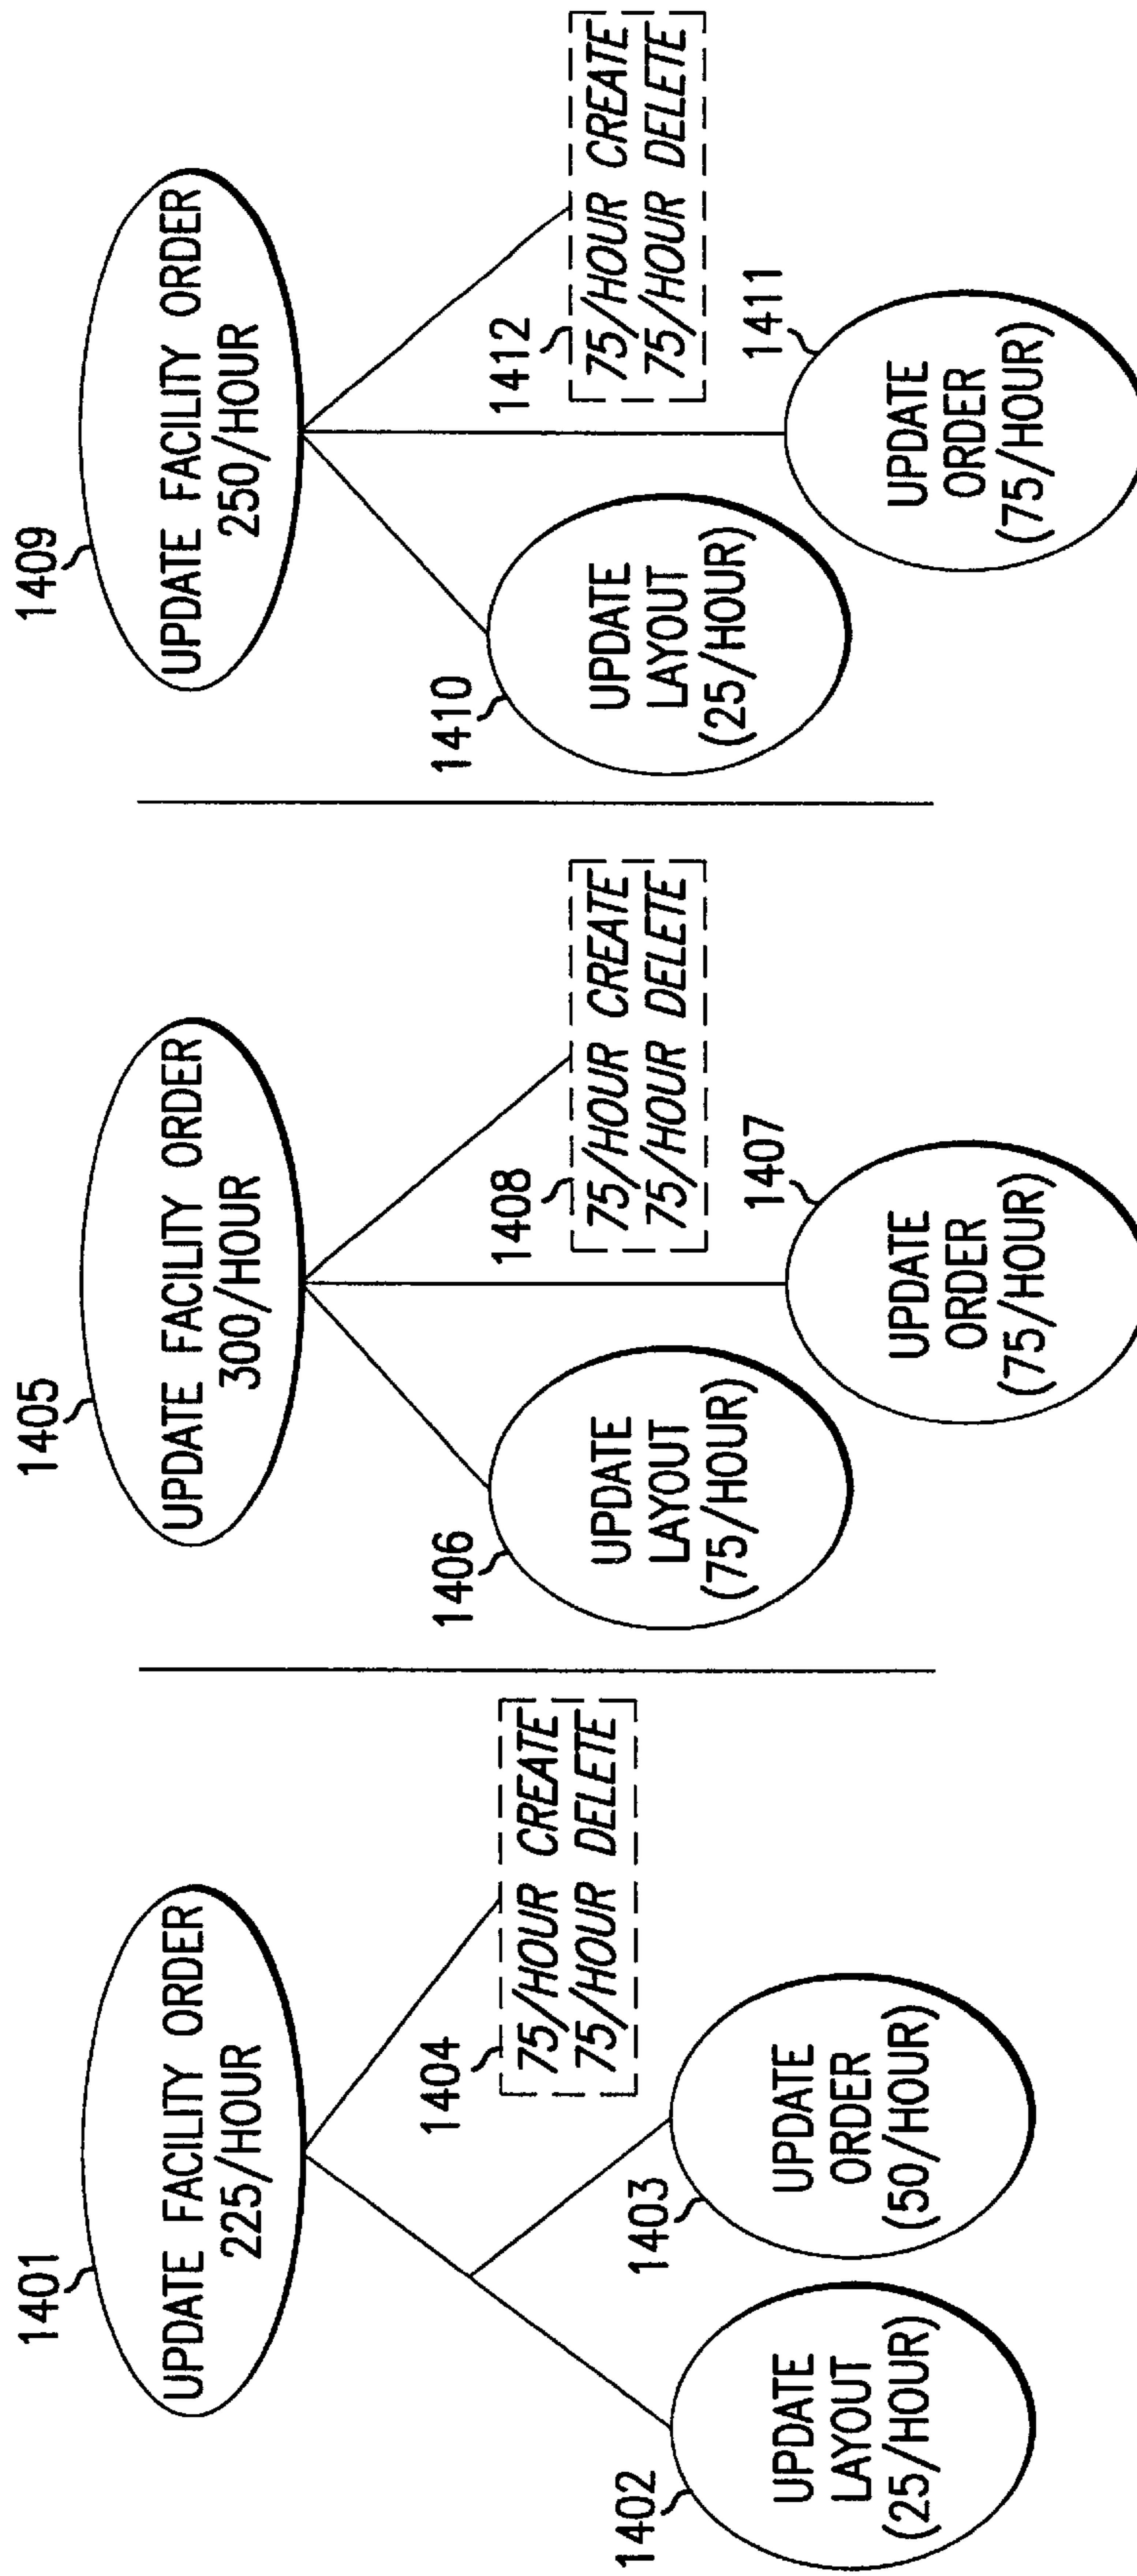 1401
UPDATE FACILITY ORDER
225/HOUR
1404
75/HOUR CREATE
75/HOUR DELETE
1402
UPDATE
LAYOUT
(25/HOUR)
1403
UPDATE
ORDER
(50/HOUR)
1405
UPDATE FACILITY ORDER
300/HOUR
1406
UPDATE
LAYOUT
(75/HOUR)
1408
75/HOUR CREATE
75/HOUR DELETE
1407
UPDATE
ORDER
(75/HOUR)
1409
UPDATE FACILITY ORDER
250/HOUR
1410
UPDATE
LAYOUT
(25/HOUR)
1412
75/HOUR CREATE
75/HOUR DELETE
1411
UPDATE
ORDER
(75/HOUR)